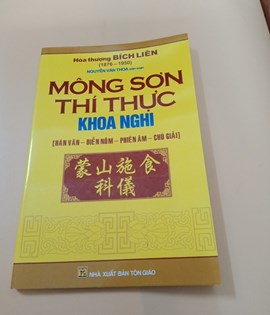 Hòa thượng BÍCH LIÊN
(1876 - 1950)
NGUYỄN VĂN THOA
MÔNG SƠN
THÍ THỰC
KHOA NGHI
[HÁN VĂN - DIỄN NÔM - PHIÊN ÂM - CHÚ GIẢI]
蒙山施食
科儀
NHÀ XUẤT BẢN TÔN GIÁO